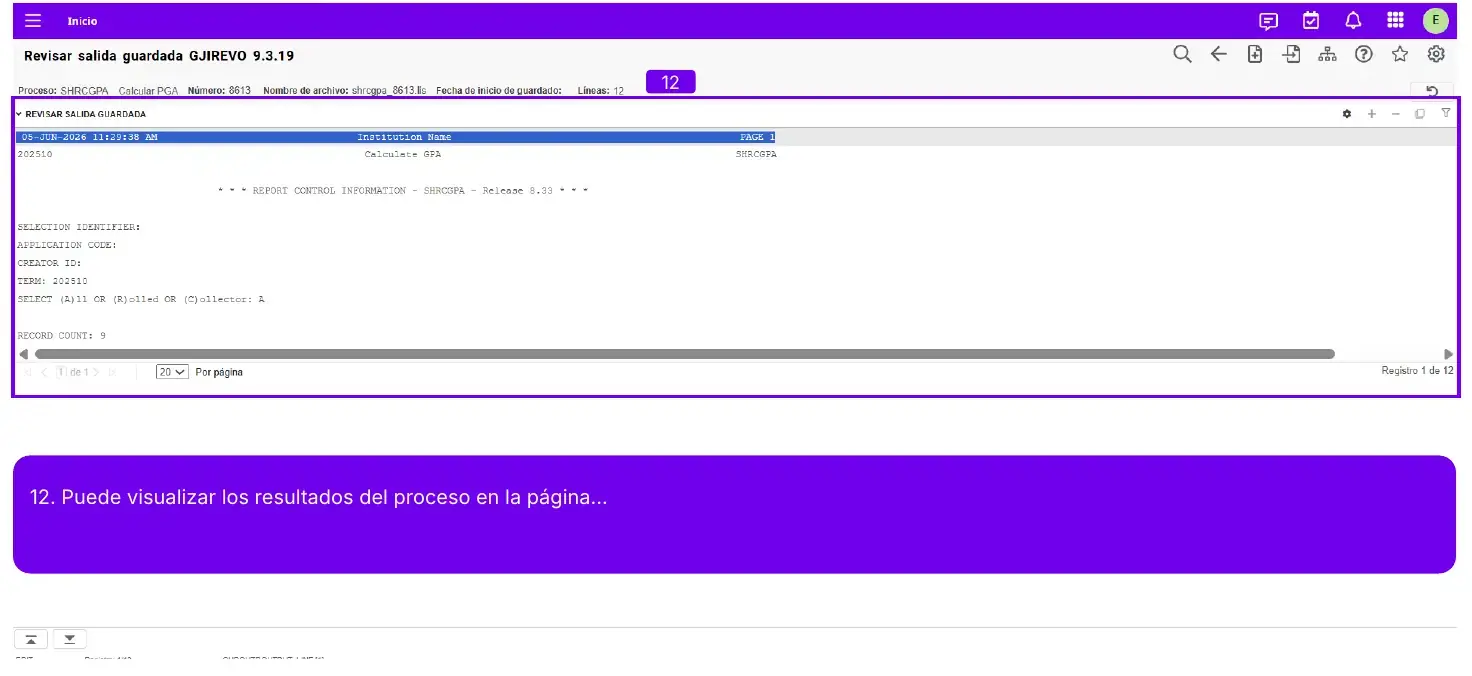 Inicio
E
Revisar salida guardada GJIREVO 9.3.19
Proceso: SHRCGPA Calcular PGA Número: 8613 Nombre de archivo: shrcgpa_8613.lis Fecha de inicio de guardado: Líneas: 12
12
REVISAR SALIDA GUARDADA
05-JUN-2026 11:29:38 AM Institution Name PAGE 1
202510 Calculate GPA SHRCGPA
* * * REPORT CONTROL INFORMATION - SHRCGPA - Release 8.33 * * *
SELECTION IDENTIFIER:
APPLICATION CODE:
CREATOR ID:
TERM: 202510
SELECT (A)ll OR (R)olled OR (C)ollector: A
RECORD COUNT: 9
1 de 1 20 Por página Registro 1 de 12
12. Puede visualizar los resultados del proceso en la página...